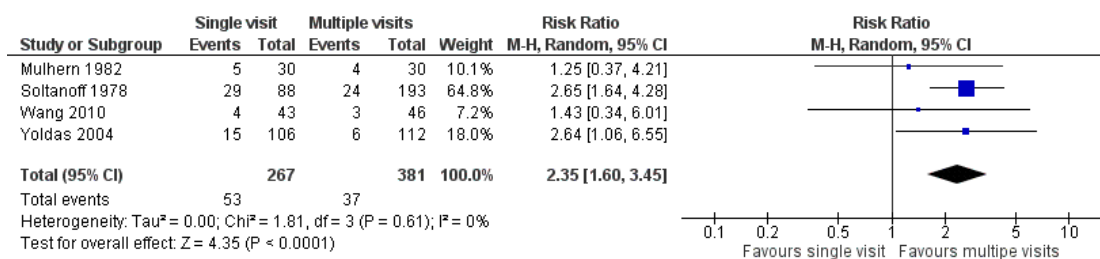 Single visit Multiple visits Risk Ratio Risk Ratio
Study or Subgroup Events Total Events Total Weight M-H, Random, 95% CI M-H, Random, 95% CI
Mulhern 1982 5 30 4 30 10.1% 1.25 [0.37, 4.21]
Soltanoff 1978 29 88 24 193 64.8% 2.65 [1.64, 4.28]
Wang 2010 4 43 3 46 7.2% 1.43 [0.34, 6.01]
Yoldas 2004 15 106 6 112 18.0% 2.64 [1.06, 6.55]
Total (95% CI) 267 381 100.0% 2.35 [1.60, 3.45]
Total events 53 37
Heterogeneity: Tau² = 0.00; Chi² = 1.81, df = 3 (P = 0.61); I² = 0%
Test for overall effect: Z = 4.35 (P < 0.0001)
0.1 0.2 0.5 1 2 5 10
Favours single visit Favours multipe visits